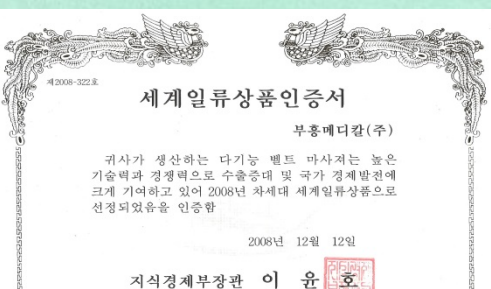 제2008-322호
세계일류상품인증서
부흥메디칼(주)
귀사가 생산하는 다기능 벨트 마사져는 높은
기술력과 경쟁력으로 수출증대 및 국가 경제발전에
크게 기여하고 있어 2008년 차세대 세계일류상품으로
선정되었음을 인증함
2008년 12월 12일
지식경제부장관 이 윤 호